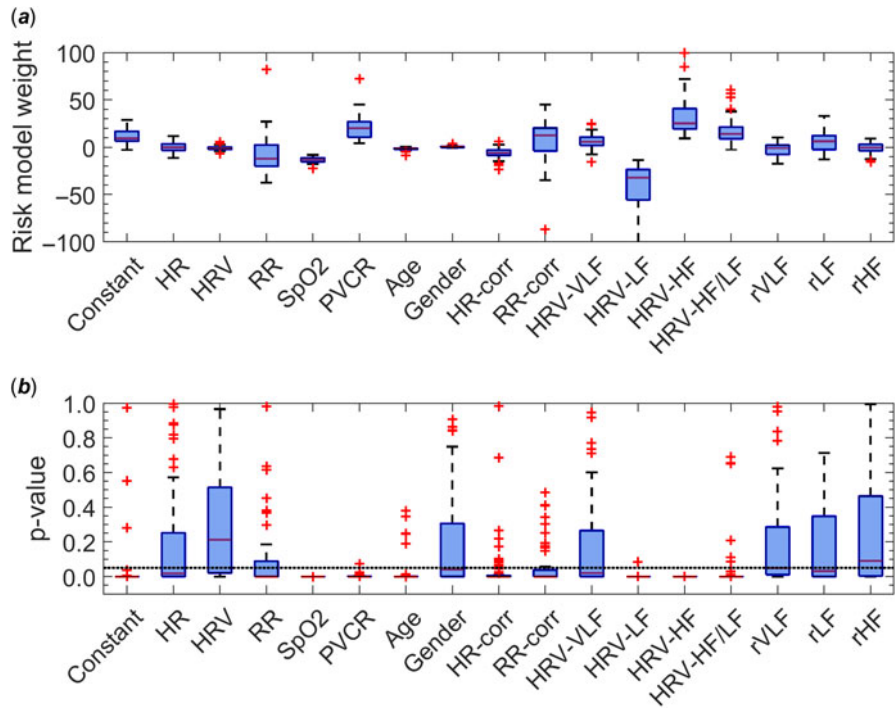 (a)
Risk model weight
100
50
0
−50
−100
Constant
HR
HRV
RR
SpO2
PVCR
Age
Gender
HR-corr
RR-corr
HRV-VLF
HRV-LF
HRV-HF
HRV-HF/LF
rVLF
rLF
rHF
(b)
p-value
1.0
0.8
0.6
0.4
0.2
0.0
Constant
HR
HRV
RR
SpO2
PVCR
Age
Gender
HR-corr
RR-corr
HRV-VLF
HRV-LF
HRV-HF
HRV-HF/LF
rVLF
rLF
rHF